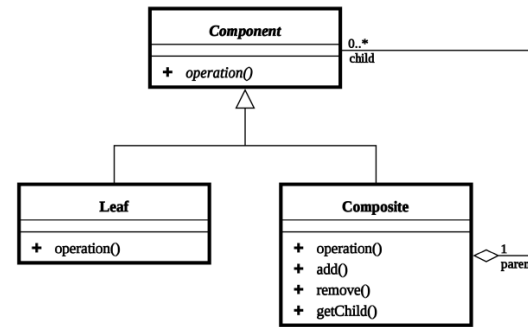 Component
+ operation()
0..*
child
Leaf
+ operation()
Composite
+ operation()
+ add()
+ remove()
+ getChild()
1
paren